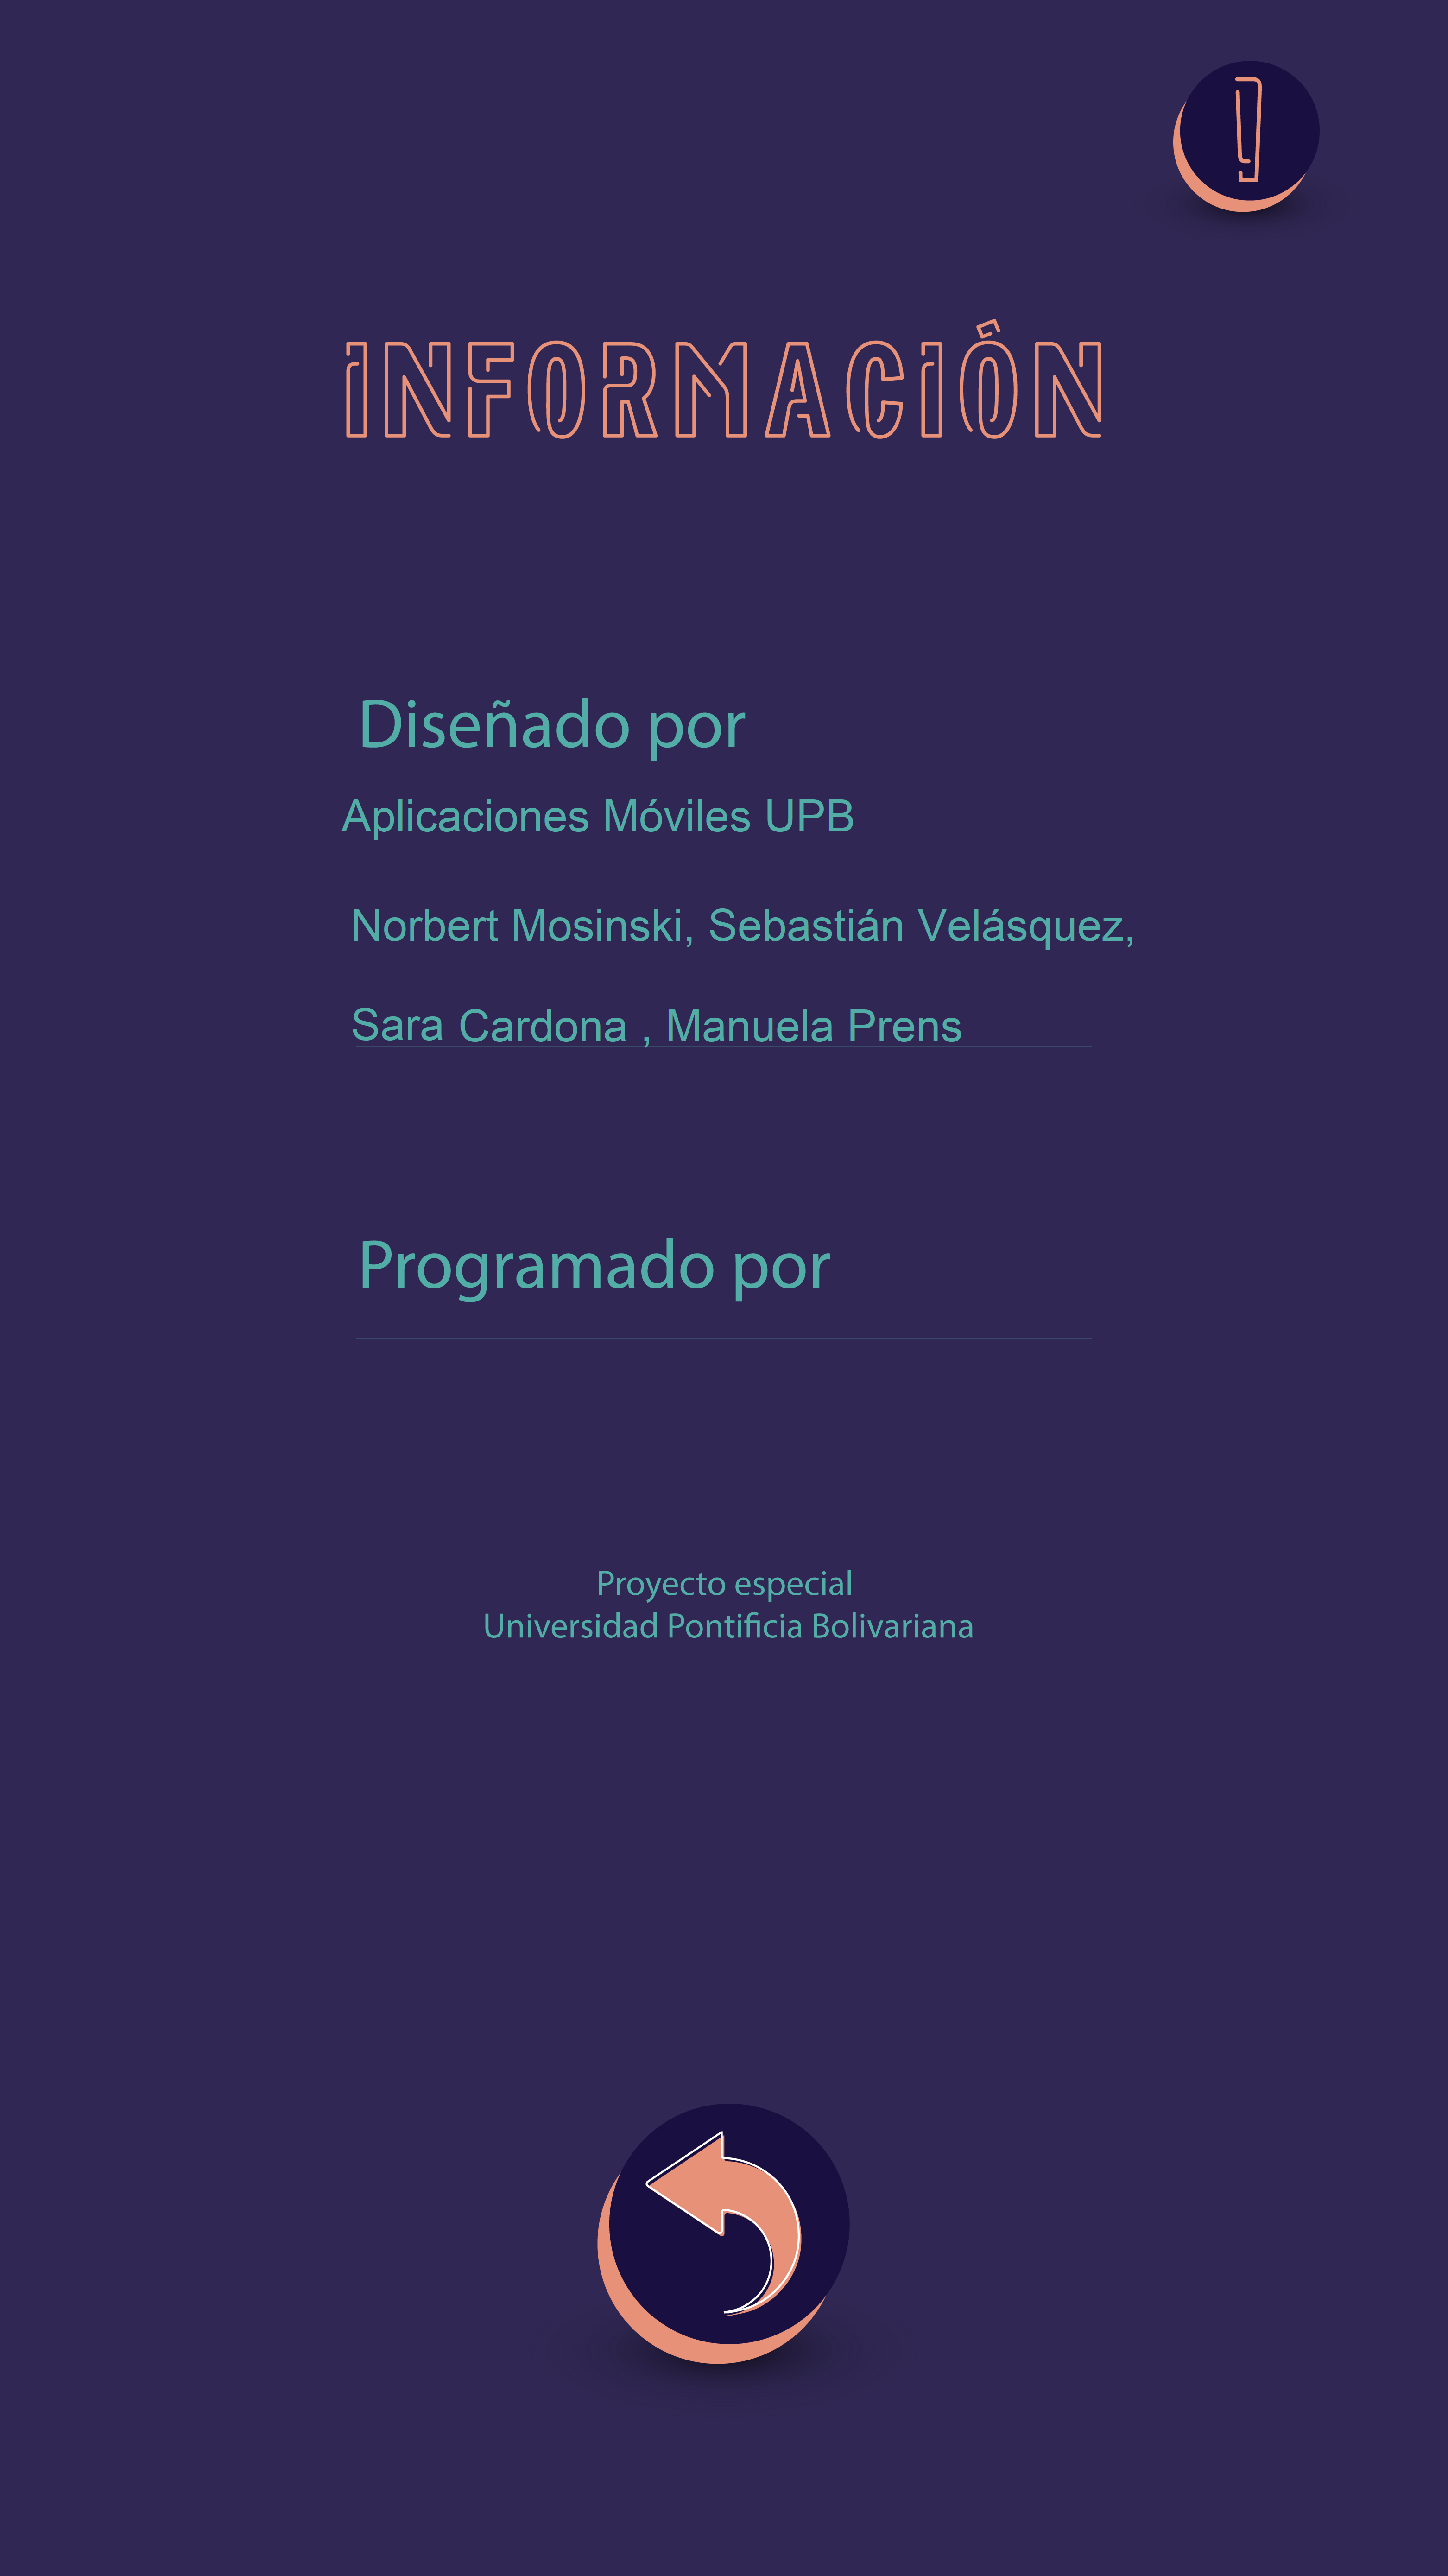 !
INFORMACIÓN
Diseñado por
Aplicaciones Móviles UPB
Norbert Mosinski, Sebastián Velásquez,
Sara Cardona , Manuela Prens
Programado por
Proyecto especial
Universidad Pontificia Bolivariana